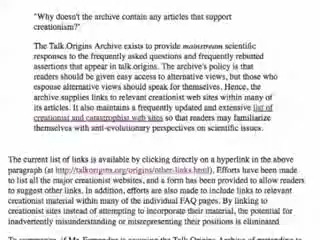 "Why doesn't the archive contain any articles that support
creationism?"
The Talk.Origins Archive exists to provide mainstream scientific
responses to the frequently asked questions and frequently rebutted
assertions that appear in talk.origins. The archive's policy is that
readers should be given easy access to alternative views, but those who
espouse alternative views should speak for themselves. Hence, the
archive supplies links to relevant creationist web sites within many of
its articles. It also maintains a frequently updated and extensive list
of creationist and catastrophist web sites so that readers may familiarize
themselves with anti-evolutionary perspectives on scientific issues.
The current list of links is available by clicking directly on a hyperlink in the above
paragraph (at http://talkorigins.org/origins/other-links.html). Efforts have been made
to list all the major creationist websites, and a form has been provided to allow readers
to suggest other links. In addition, efforts are also made to include links to relevant
creationist material within many of the individual FAQ pages. By linking to
creationist sites instead of attempting to incorporate their material, the potential for
inadvertently misunderstanding or misrepresenting their positions is eliminated